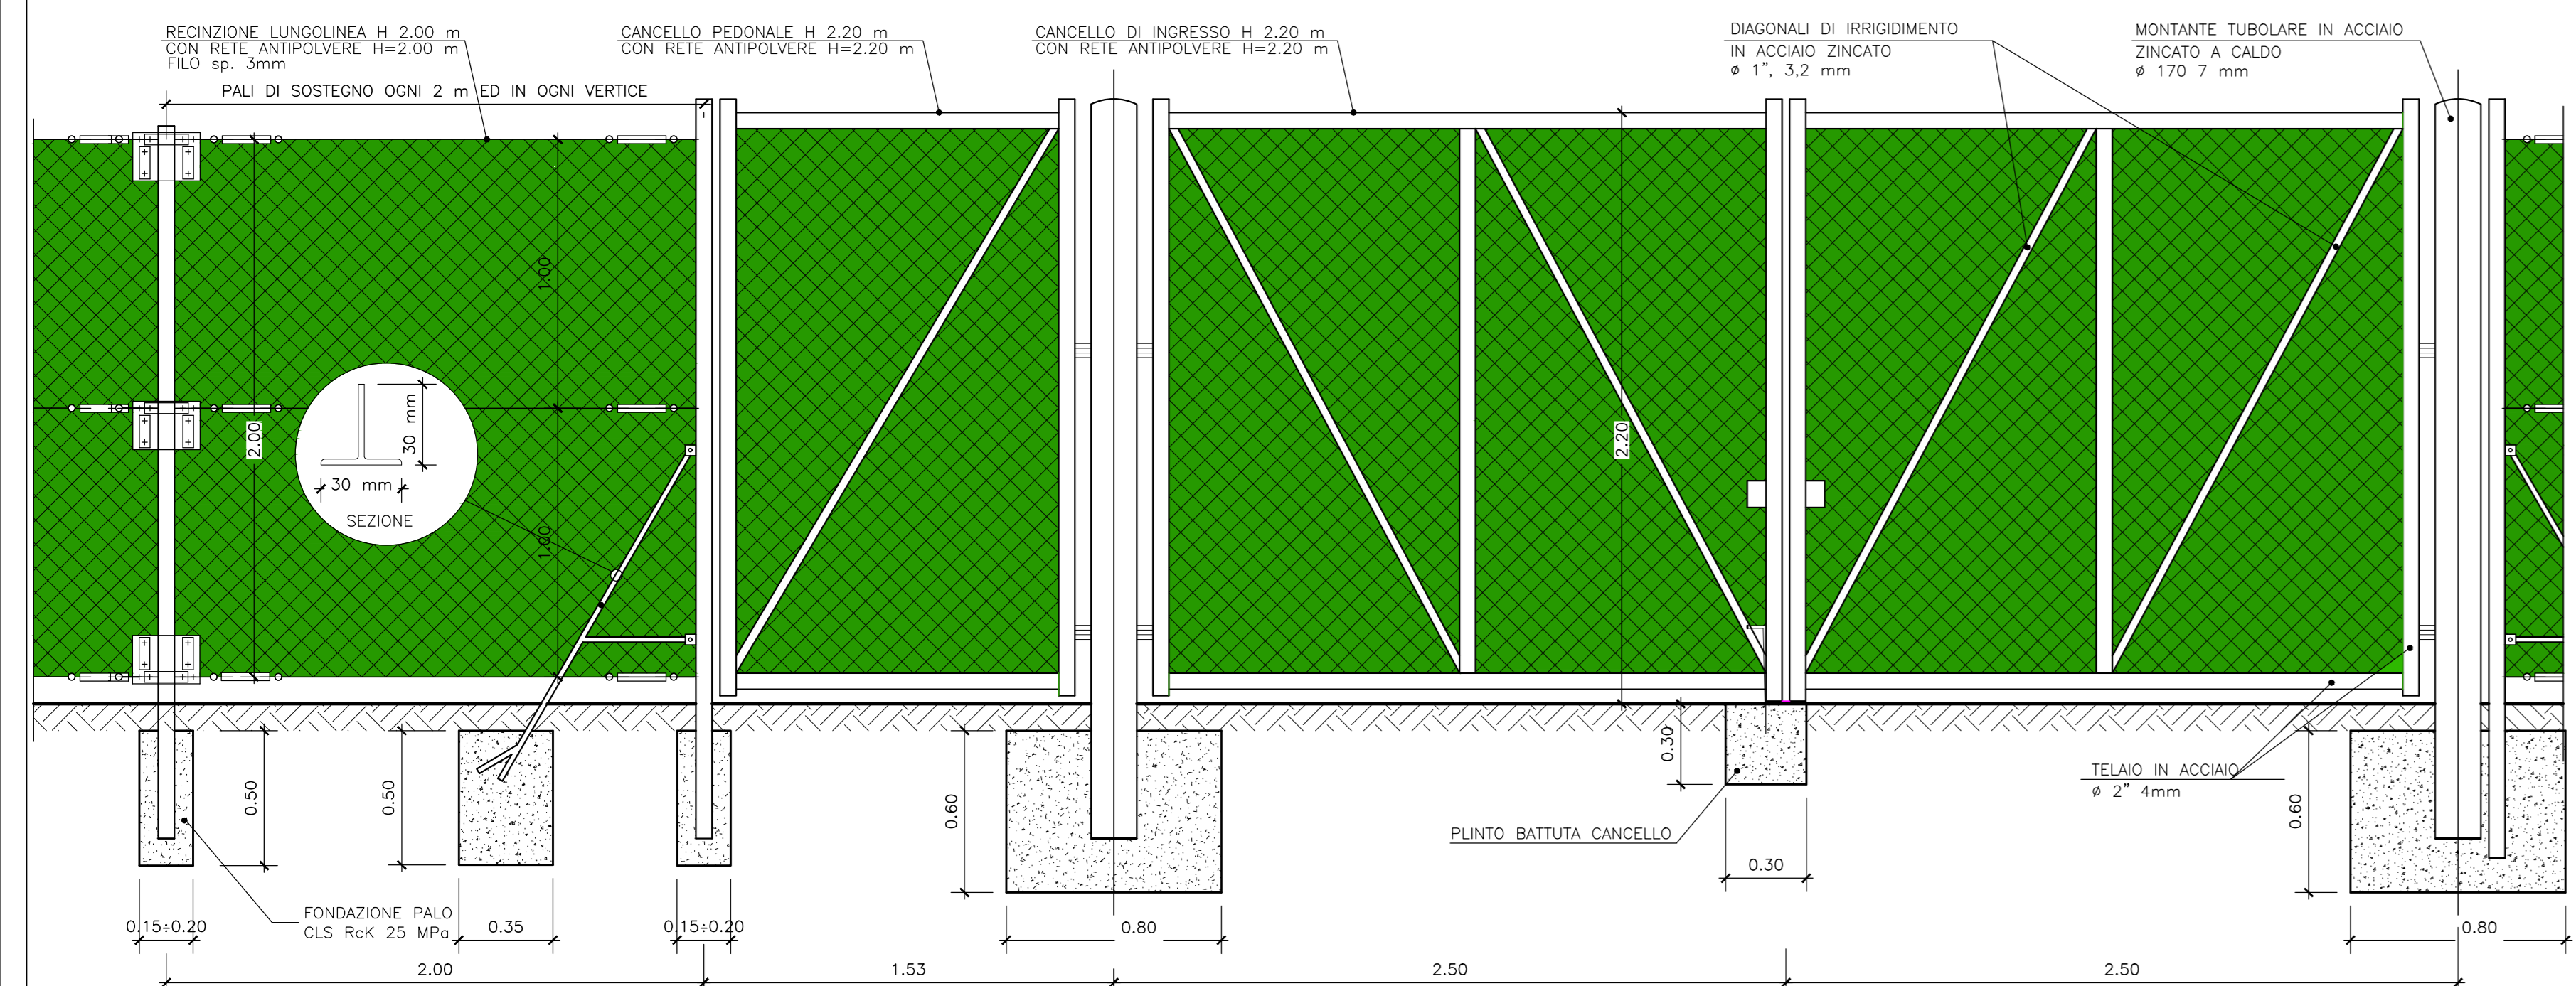 RECINZIONE LUNGOLINEA H 2.00 m
CON RETE ANTIPOLVERE H=2.00 m
FILO sp. 3mm
CANCELLO PEDONALE H 2.20 m
CON RETE ANTIPOLVERE H=2.20 m
CANCELLO DI INGRESSO H 2.20 m
CON RETE ANTIPOLVERE H=2.20 m
DIAGONALI DI IRRIGIDIMENTO
IN ACCIAIO ZINCATO
ø 1”, 3,2 mm
MONTANTE TUBOLARE IN ACCIAIO
ZINCATO A CALDO
ø 170 7 mm
PALI DI SOSTEGNO OGNI 2 m ED IN OGNI VERTICE
1.00
2.00
30 mm
30 mm
SEZIONE
1.00
2.20
0.50
0.50
0.60
0.30
0.60
TELAIO IN ACCIAIO
ø 2” 4mm
PLINTO BATTUTA CANCELLO
0.30
FONDAZIONE PALO
CLS RcK 25 MPa
0.15÷0.20
0.35
0.15÷0.20
0.80
0.80
2.00
1.53
2.50
2.50